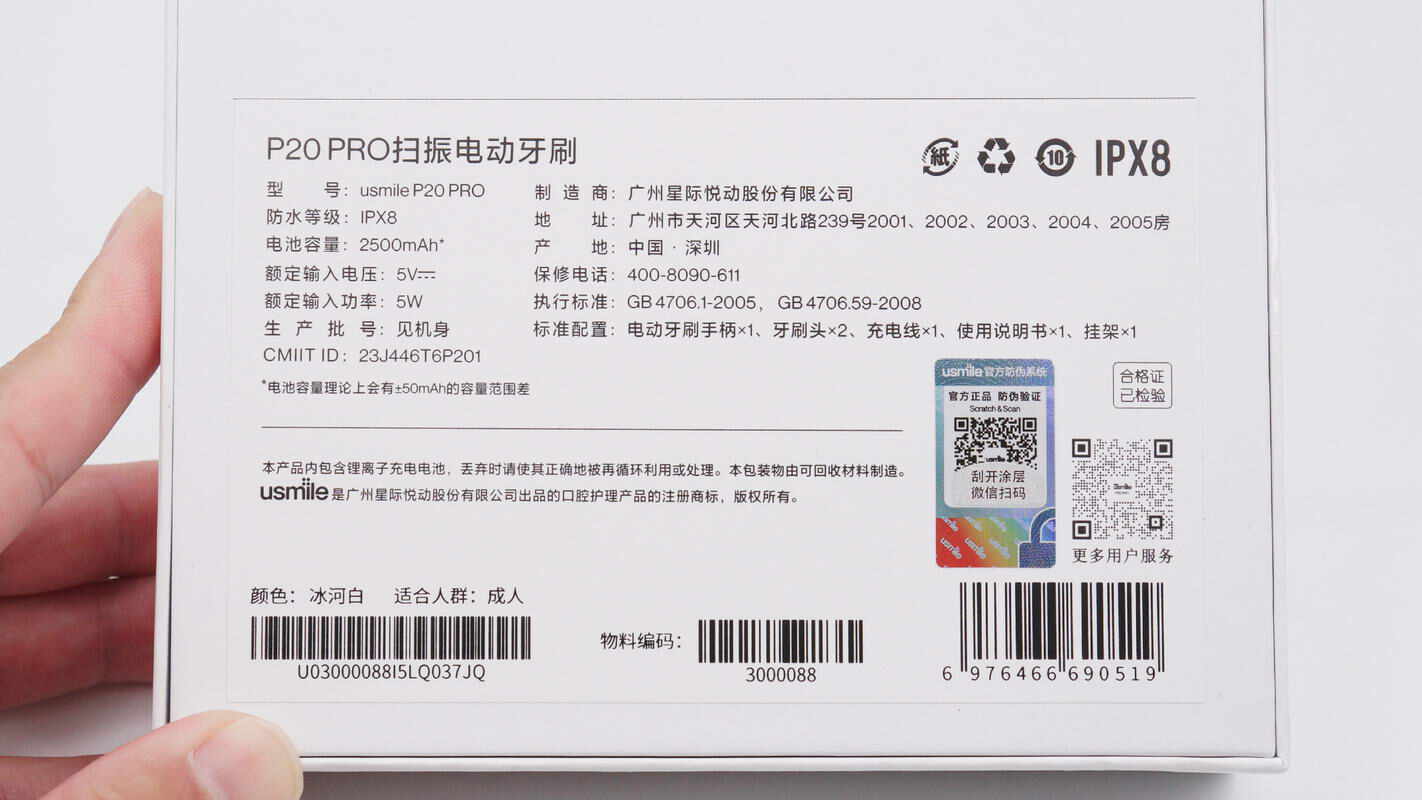 P20 PRO扫振电动牙刷
紙 10 IPX8
型号：usmile P20 PRO
防水等级：IPX8
电池容量：2500mAh*
额定输入电压：5V⎓
额定输入功率：5W
生产批号：见机身
CMIIT ID：23J446T6P201
*电池容量理论上会有±50mAh的容量范围差
制造商：广州星际悦动股份有限公司
地址：广州市天河区天河北路239号2001、2002、2003、2004、2005房
产地：中国·深圳
保修电话：400-8090-611
执行标准：GB 4706.1-2005，GB 4706.59-2008
标准配置：电动牙刷手柄×1、牙刷头×2、充电线×1、使用说明书×1、挂架×1
本产品内包含锂离子充电电池，丢弃时请使其正确地被再循环利用或处理。本包装物由可回收材料制造。
usmile是广州星际悦动股份有限公司出品的口腔护理产品的注册商标，版权所有。
usmile官方防伪系统
官方正品 防伪验证
Scratch & Scan
usmile
刮开涂层
微信扫码
usmile usmile usmile
usmile usmile
合格证
已检验
更多用户服务
颜色：冰河白 适合人群：成人
U03000088I5LQ037JQ
物料编码：
3000088
6 976466 690519